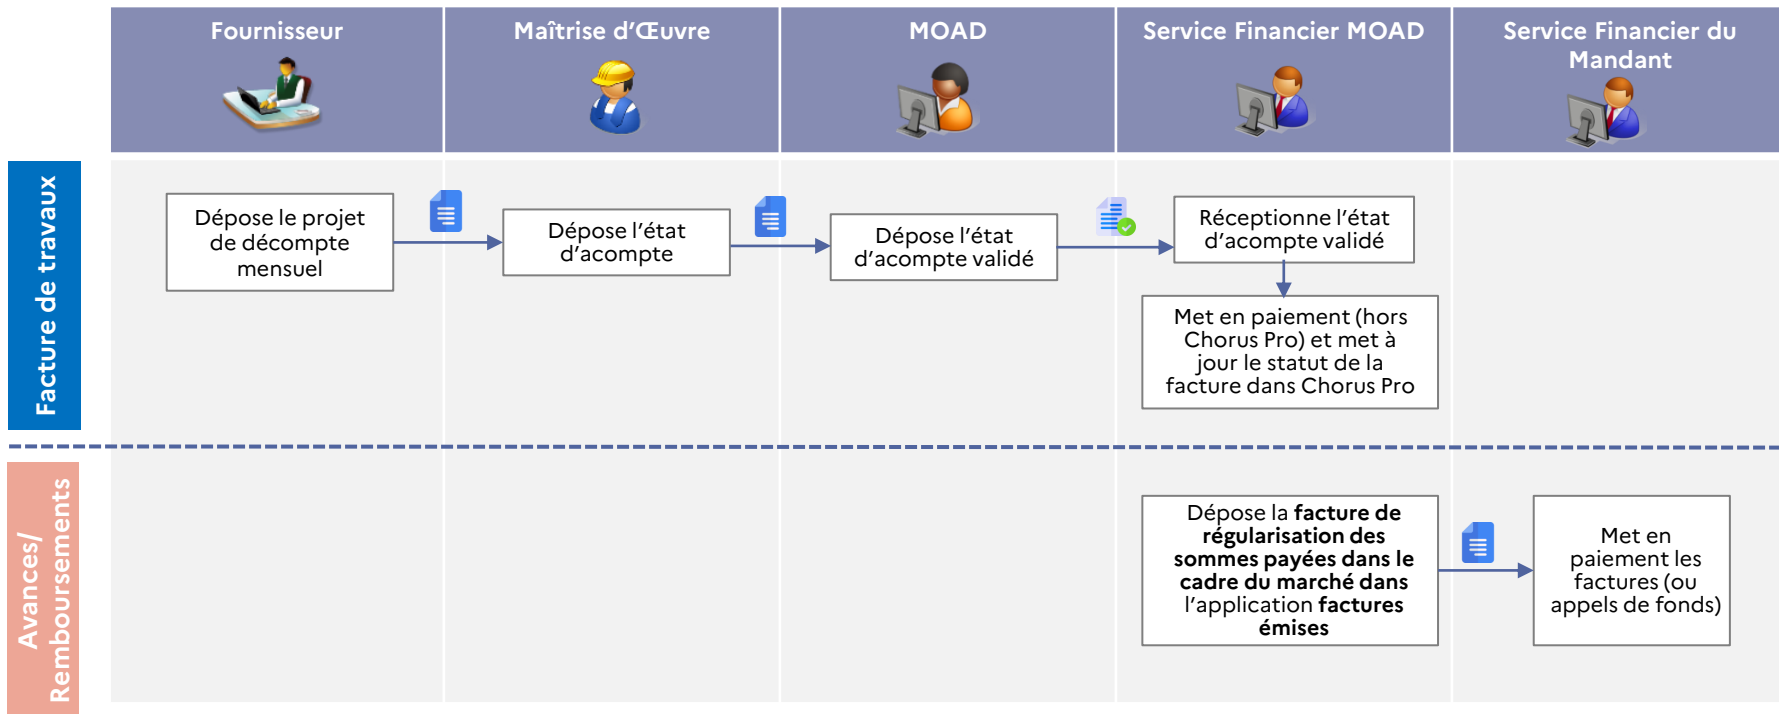 Fournisseur
Maîtrise d'Œuvre
MOAD
Service Financier MOAD
Service Financier du
Mandant
Facture de travaux
Dépose le projet
de décompte
mensuel
Dépose l'état
d'acompte
Dépose l'état
d'acompte validé
Réceptionne l'état
d'acompte validé
Met en paiement (hors
Chorus Pro) et met à
jour le statut de la
facture dans Chorus Pro
Avances/
Remboursements
Dépose la facture de
régularisation des
sommes payées dans le
cadre du marché dans
l'application factures
émises
Met en
paiement les
factures (ou
appels de fonds)